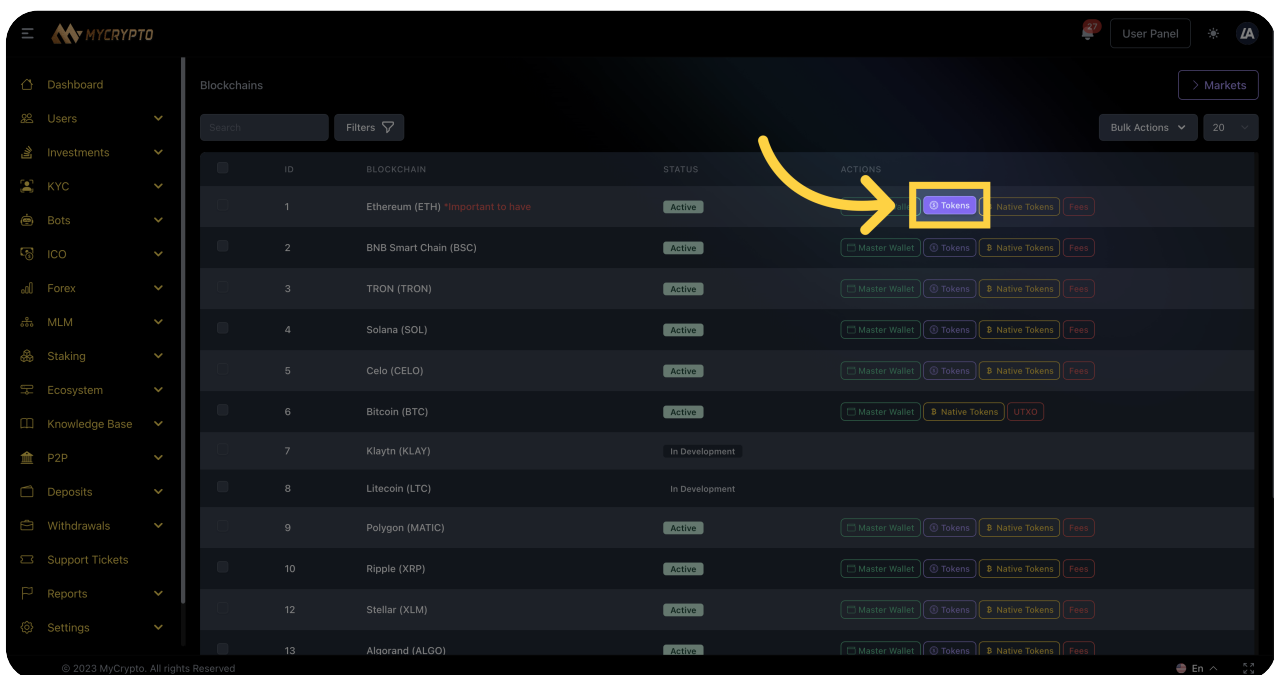 MYCRYPTO
27
User Panel
Dashboard
Users
Investments
KYC
Bots
ICO
Forex
MLM
Staking
Ecosystem
Knowledge Base
P2P
Deposits
Withdrawals
Support Tickets
Reports
Settings
Blockchains
Markets
Search
Filters
Bulk Actions
20
ID BLOCKCHAIN STATUS ACTIONS
1 Ethereum (ETH) *Important to have Active Tokens Native Tokens Fees
2 BNB Smart Chain (BSC) Active Master Wallet Tokens Native Tokens Fees
3 TRON (TRON) Active Master Wallet Tokens Native Tokens Fees
4 Solana (SOL) Active Master Wallet Tokens Native Tokens Fees
5 Celo (CELO) Active Master Wallet Tokens Native Tokens Fees
6 Bitcoin (BTC) Active Master Wallet Native Tokens UTXO
7 Klaytn (KLAY) In Development
8 Litecoin (LTC) In Development
9 Polygon (MATIC) Active Master Wallet Tokens Native Tokens Fees
10 Ripple (XRP) Active Master Wallet Tokens Native Tokens Fees
12 Stellar (XLM) Active Master Wallet Tokens Native Tokens Fees
13 Algorand (ALGO) Active Master Wallet Tokens Native Tokens Fees
© 2023 MyCrypto. All rights Reserved
En